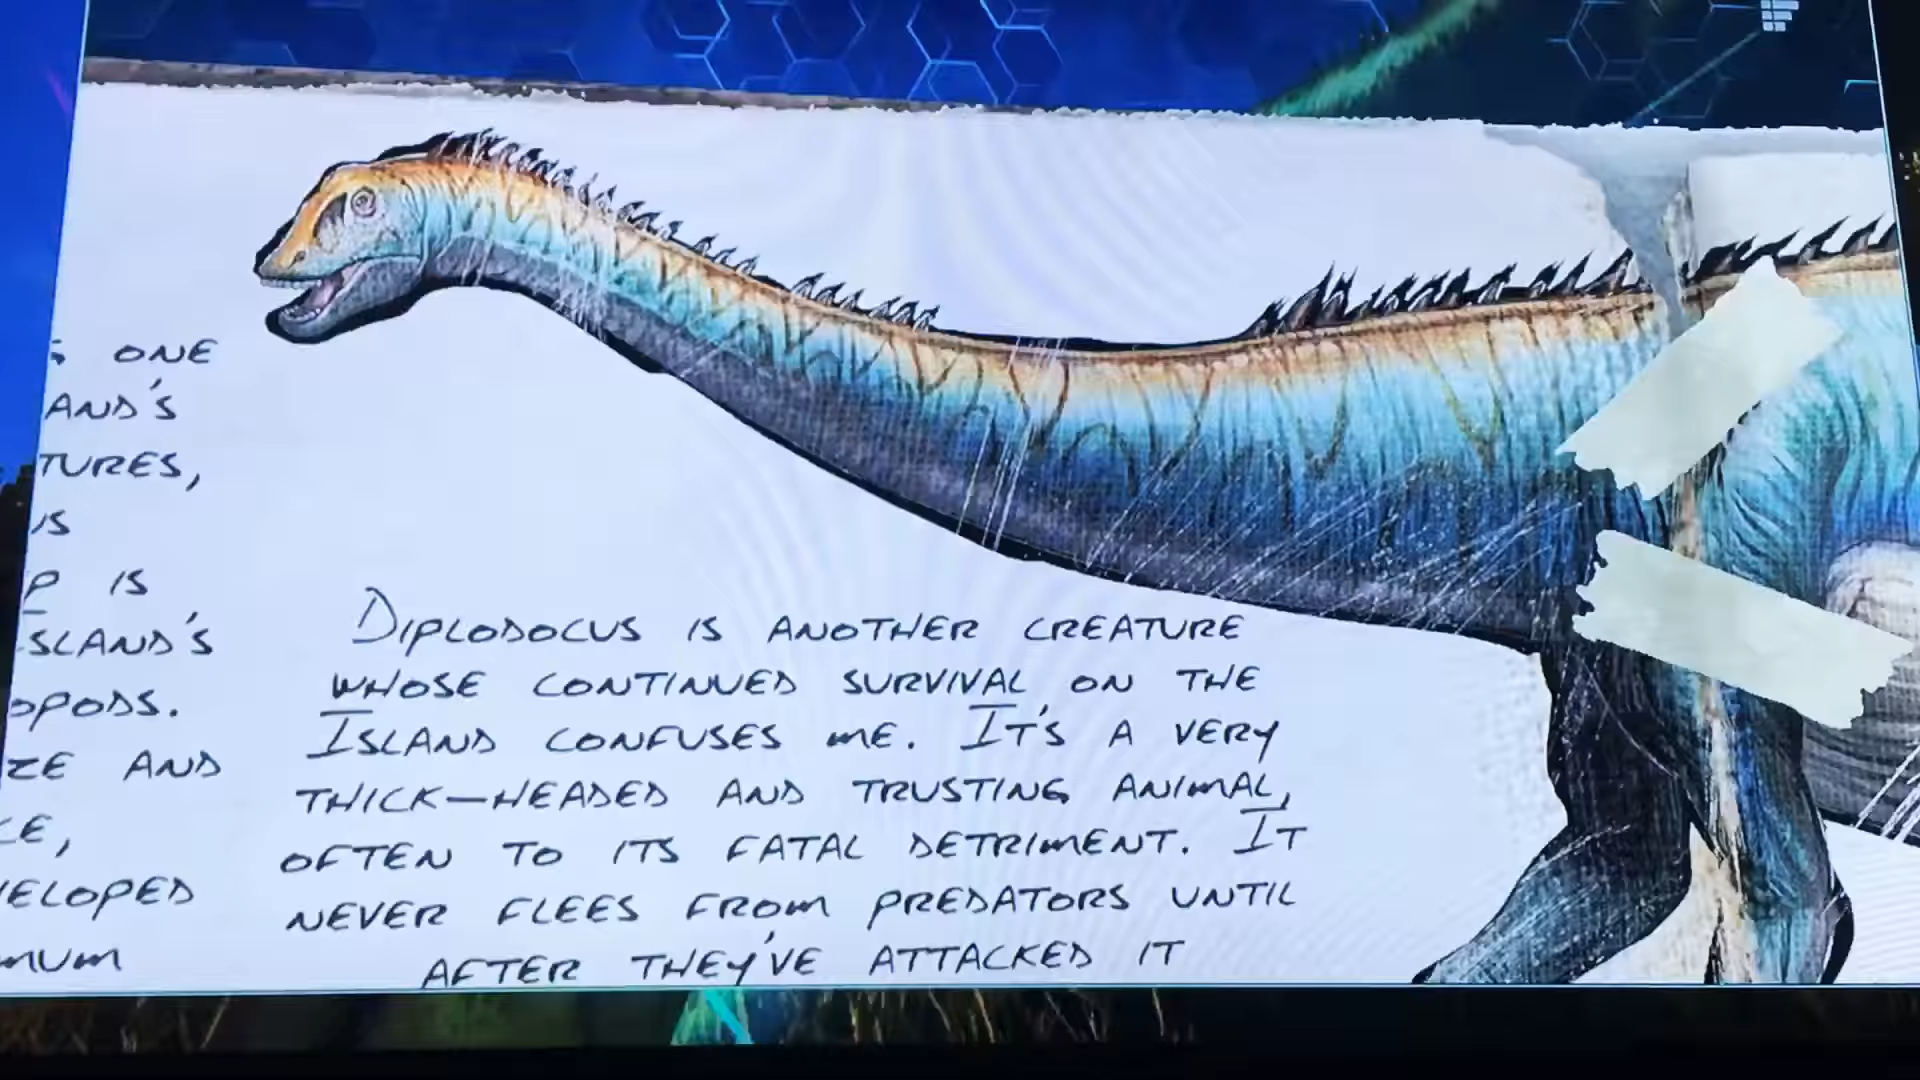 ONE
AND'S
TURES,
IS
P IS
SLAND'S
OPODS.
ZE AND
CE,
VELOPED
MUM
DIPLODOCUS IS ANOTHER CREATURE
WHOSE CONTINUED SURVIVAL ON THE
ISLAND CONFUSES ME. IT'S A VERY
THICK-HEADED AND TRUSTING ANIMAL,
OFTEN TO ITS FATAL DETRIMENT. IT
NEVER FLEES FROM PREDATORS UNTIL
AFTER THEY'VE ATTACKED IT